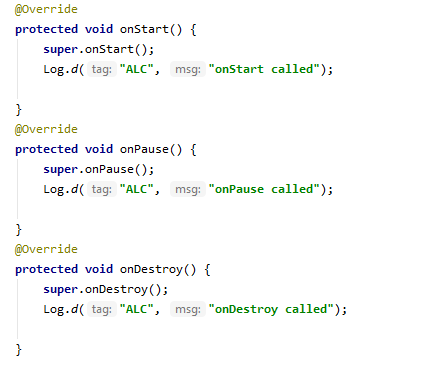 @Override
protected void onStart() {
super.onStart();
Log.d( tag: "ALC", msg: "onStart called");
}
@Override
protected void onPause() {
super.onPause();
Log.d( tag: "ALC", msg: "onPause called");
}
@Override
protected void onDestroy() {
super.onDestroy();
Log.d( tag: "ALC", msg: "onDestroy called");
}